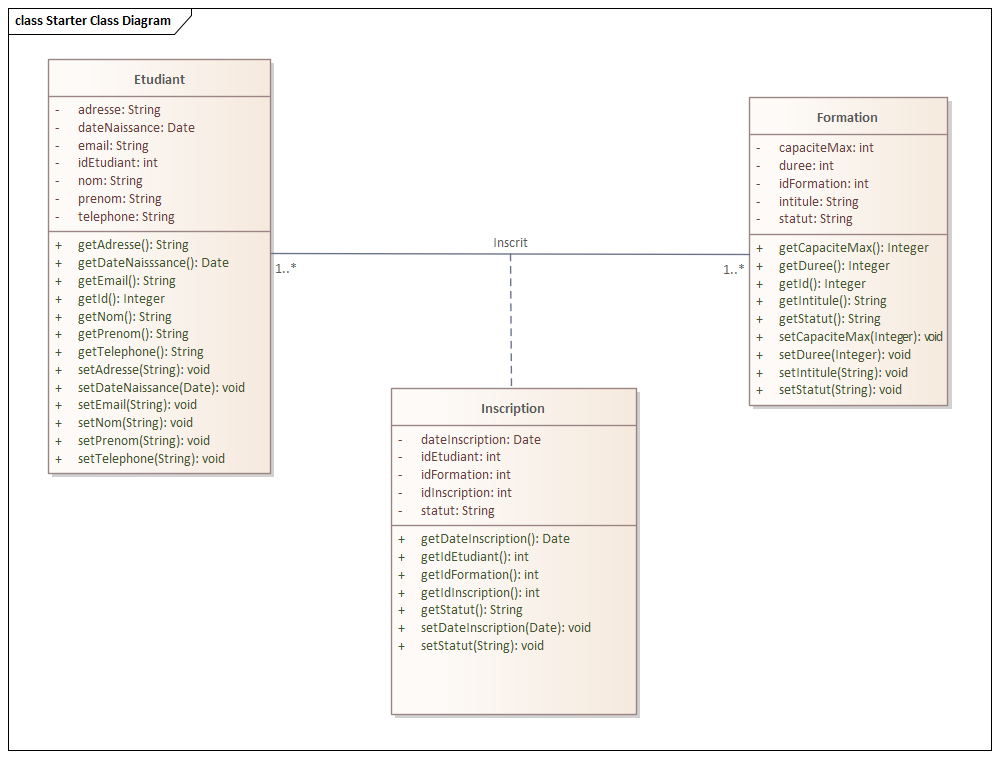 class Starter Class Diagram
Etudiant
- adresse: String
- dateNaissance: Date
- email: String
- idEtudiant: int
- nom: String
- prenom: String
- telephone: String
+ getAdresse(): String
+ getDateNaisssance(): Date
+ getEmail(): String
+ getId(): Integer
+ getNom(): String
+ getPrenom(): String
+ getTelephone(): String
+ setAdresse(String): void
+ setDateNaissance(Date): void
+ setEmail(String): void
+ setNom(String): void
+ setPrenom(String): void
+ setTelephone(String): void
Inscrit
1..*
1..*
Formation
- capaciteMax: int
- duree: int
- idFormation: int
- intitule: String
- statut: String
+ getCapaciteMax(): Integer
+ getDuree(): Integer
+ getId(): Integer
+ getIntitule(): String
+ getStatut(): String
+ setCapaciteMax(Integer): void
+ setDuree(Integer): void
+ setIntitule(String): void
+ setStatut(String): void
Inscription
- dateInscription: Date
- idEtudiant: int
- idFormation: int
- idInscription: int
- statut: String
+ getDateInscription(): Date
+ getIdEtudiant(): int
+ getIdFormation(): int
+ getIdInscription(): int
+ getStatut(): String
+ setDateInscription(Date): void
+ setStatut(String): void